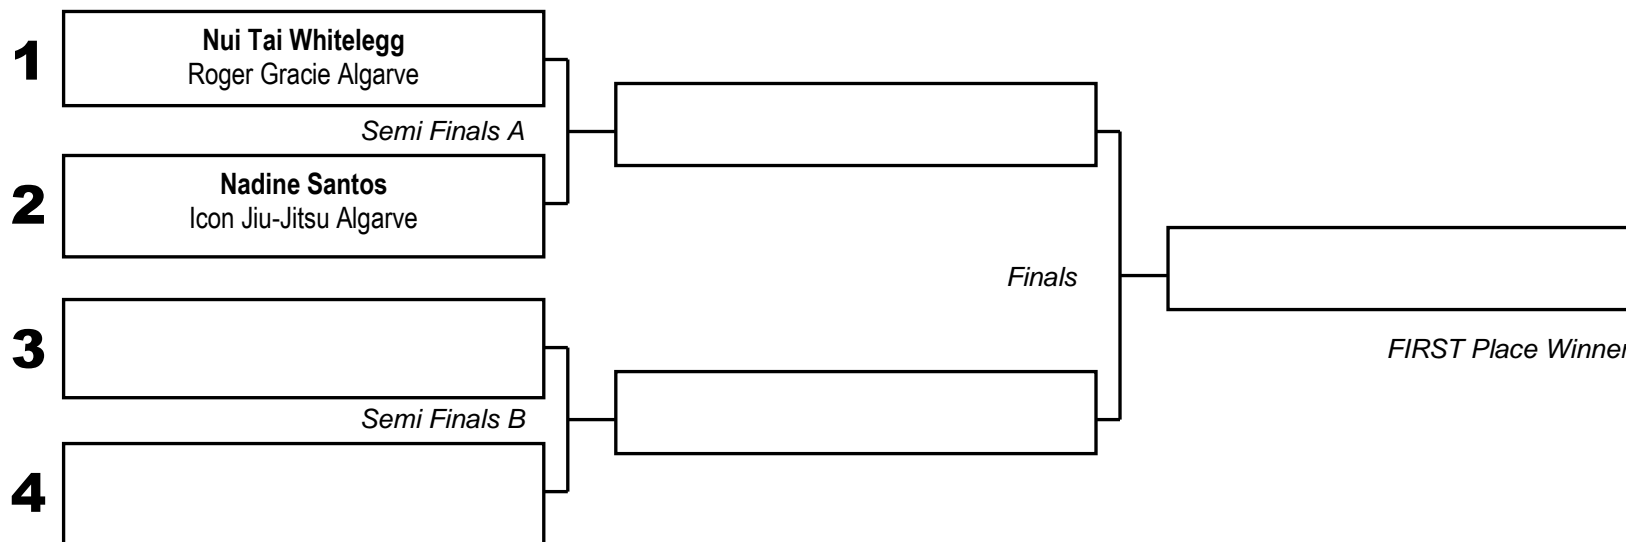 1
Nui Tai Whitelegg
Roger Gracie Algarve
Semi Finals A
2
Nadine Santos
Icon Jiu-Jitsu Algarve
Finals
3
FIRST Place Winner
Semi Finals B
4